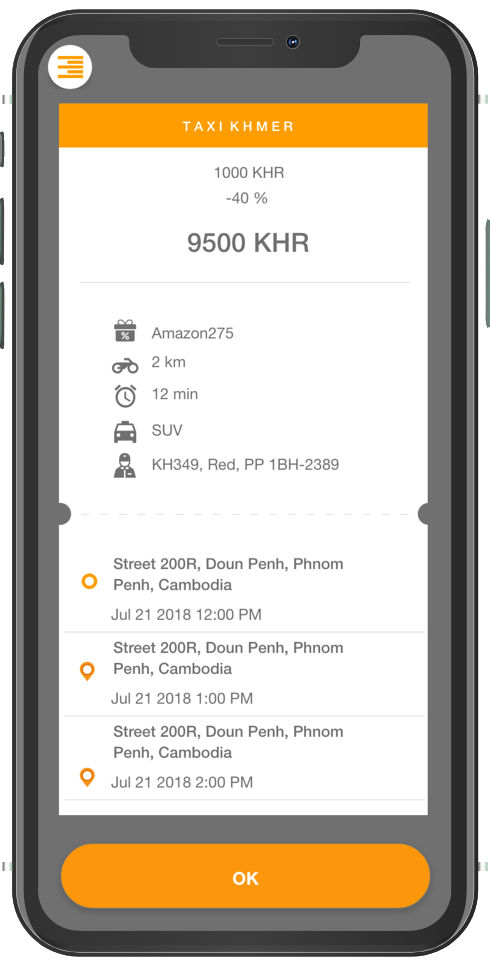 TAXI KHMER
1000 KHR
-40 %
9500 KHR
%
Amazon275
2 km
12 min
SUV
KH349, Red, PP 1BH-2389
Street 200R, Doun Penh, Phnom
Penh, Cambodia
Jul 21 2018 12:00 PM
Street 200R, Doun Penh, Phnom
Penh, Cambodia
Jul 21 2018 1:00 PM
Street 200R, Doun Penh, Phnom
Penh, Cambodia
Jul 21 2018 2:00 PM
OK